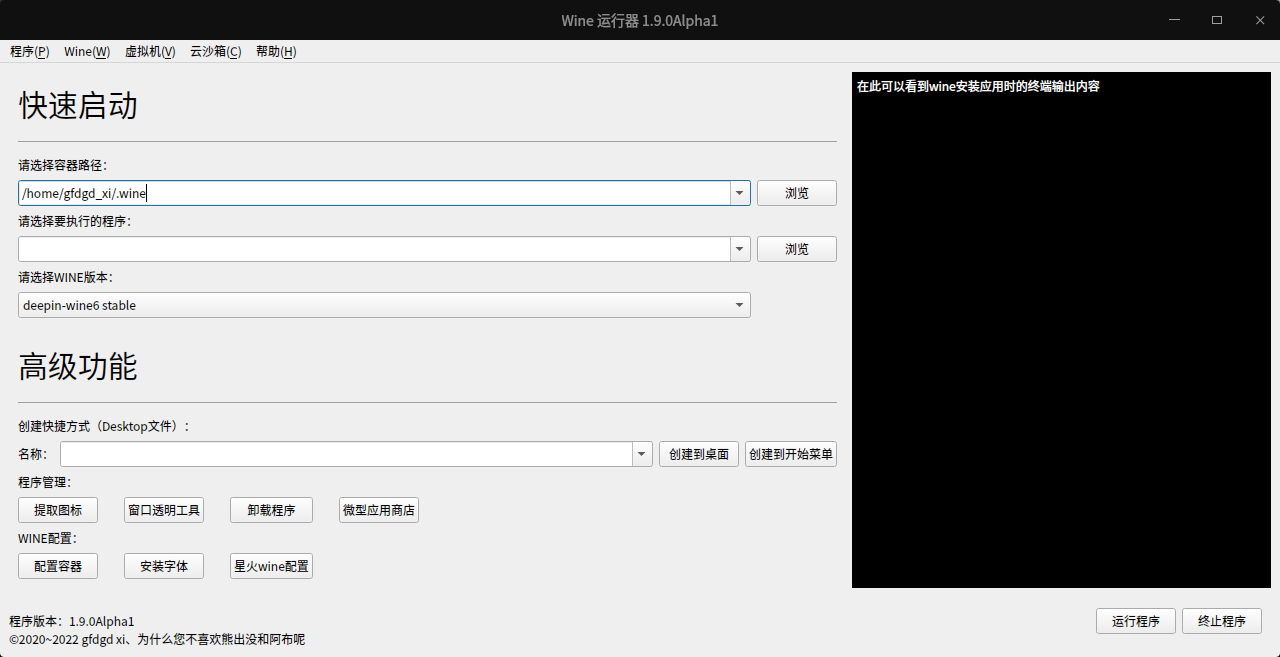 Wine 运行器 1.9.0Alpha1
程序(P) Wine(W) 虚拟机(V) 云沙箱(C) 帮助(H)
快速启动
请选择容器路径：
/home/gfdgd_xi/.wine 浏览
请选择要执行的程序：
浏览
请选择WINE版本：
deepin-wine6 stable
高级功能
创建快捷方式（Desktop文件）：
名称： 创建到桌面 创建到开始菜单
程序管理：
提取图标 窗口透明工具 卸载程序 微型应用商店
WINE配置：
配置容器 安装字体 星火wine配置
在此可以看到wine安装应用时的终端输出内容
程序版本：1.9.0Alpha1
©2020~2022 gfdgd xi、为什么您不喜欢熊出没和阿布呢
运行程序 终止程序